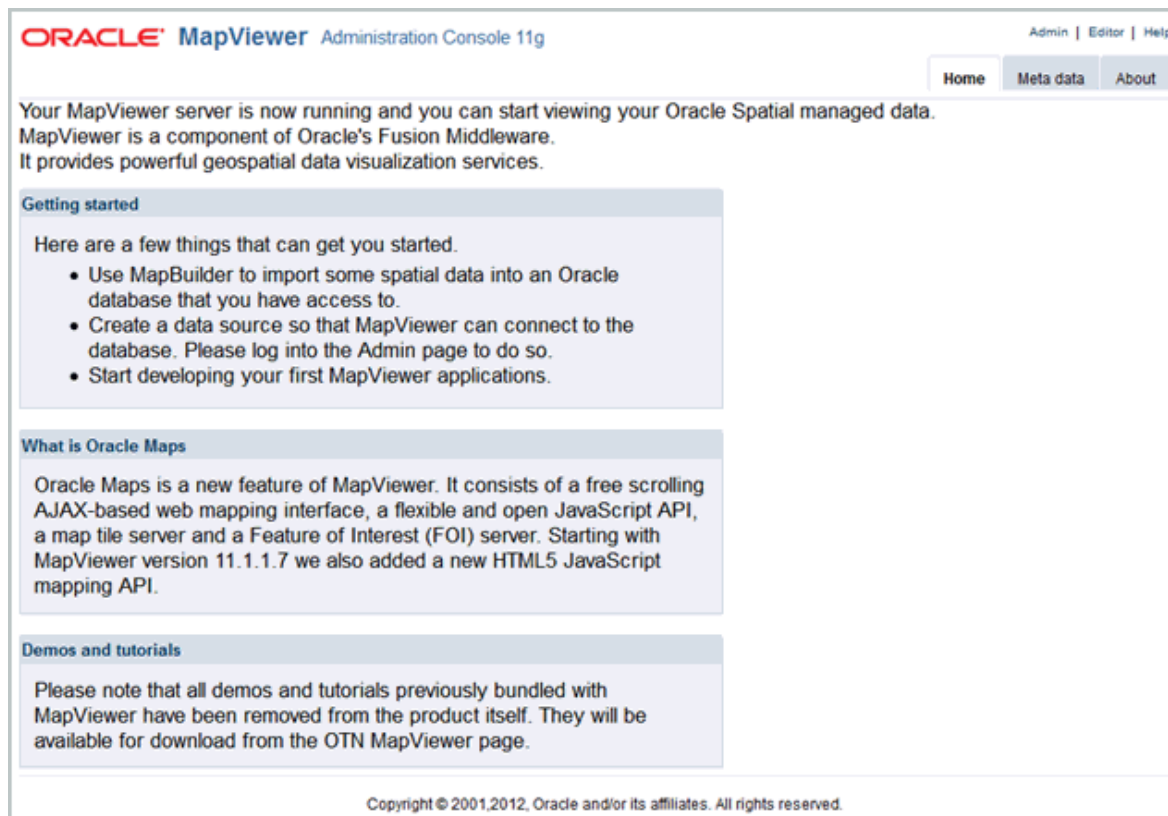 ORACLE MapViewer Administration Console 11g
Admin | Editor | Help
Home Meta data About
Your MapViewer server is now running and you can start viewing your Oracle Spatial managed data.
MapViewer is a component of Oracle's Fusion Middleware.
It provides powerful geospatial data visualization services.
Getting started
Here are a few things that can get you started.
• Use MapBuilder to import some spatial data into an Oracle
database that you have access to.
• Create a data source so that MapViewer can connect to the
database. Please log into the Admin page to do so.
• Start developing your first MapViewer applications.
What is Oracle Maps
Oracle Maps is a new feature of MapViewer. It consists of a free scrolling
AJAX-based web mapping interface, a flexible and open JavaScript API,
a map tile server and a Feature of Interest (FOI) server. Starting with
MapViewer version 11.1.1.7 we also added a new HTML5 JavaScript
mapping API.
Demos and tutorials
Please note that all demos and tutorials previously bundled with
MapViewer have been removed from the product itself. They will be
available for download from the OTN MapViewer page.
Copyright © 2001,2012, Oracle and/or its affiliates. All rights reserved.